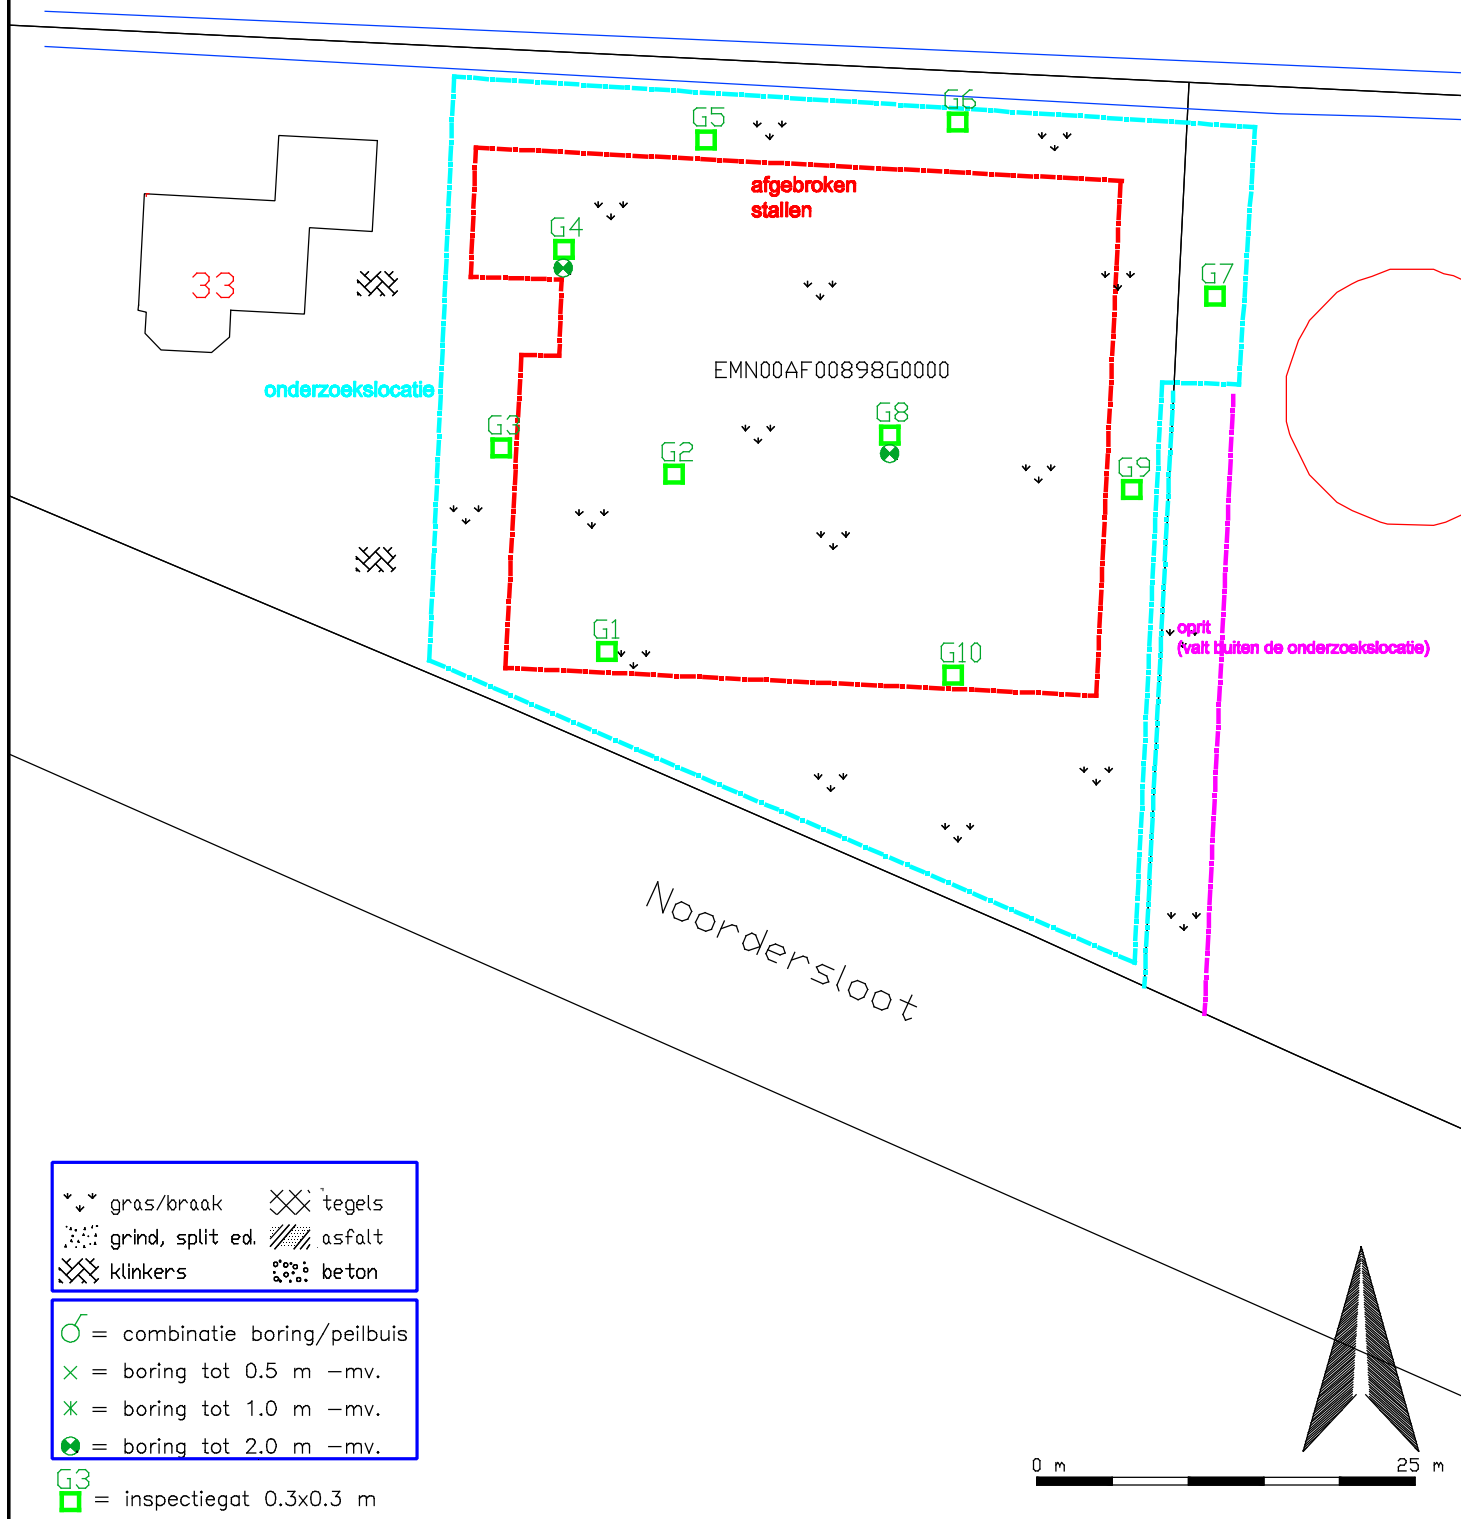 G6
G5
afgebroken
stallen
G4
G7
33
EMN00AF00898G0000
onderzoekslocatie
G8
G3
G2
G9
G1
oprit
(valt buiten de onderzoekslocatie)
G10
Noordersloot
gras/braak
tegels
grind, split ed.
asfalt
klinkers
beton
= combinatie boring/peilbuis
= boring tot 0.5 m -mv.
= boring tot 1.0 m -mv.
= boring tot 2.0 m -mv.
0 m
25 m
G3
= inspectiegat 0.3x0.3 m